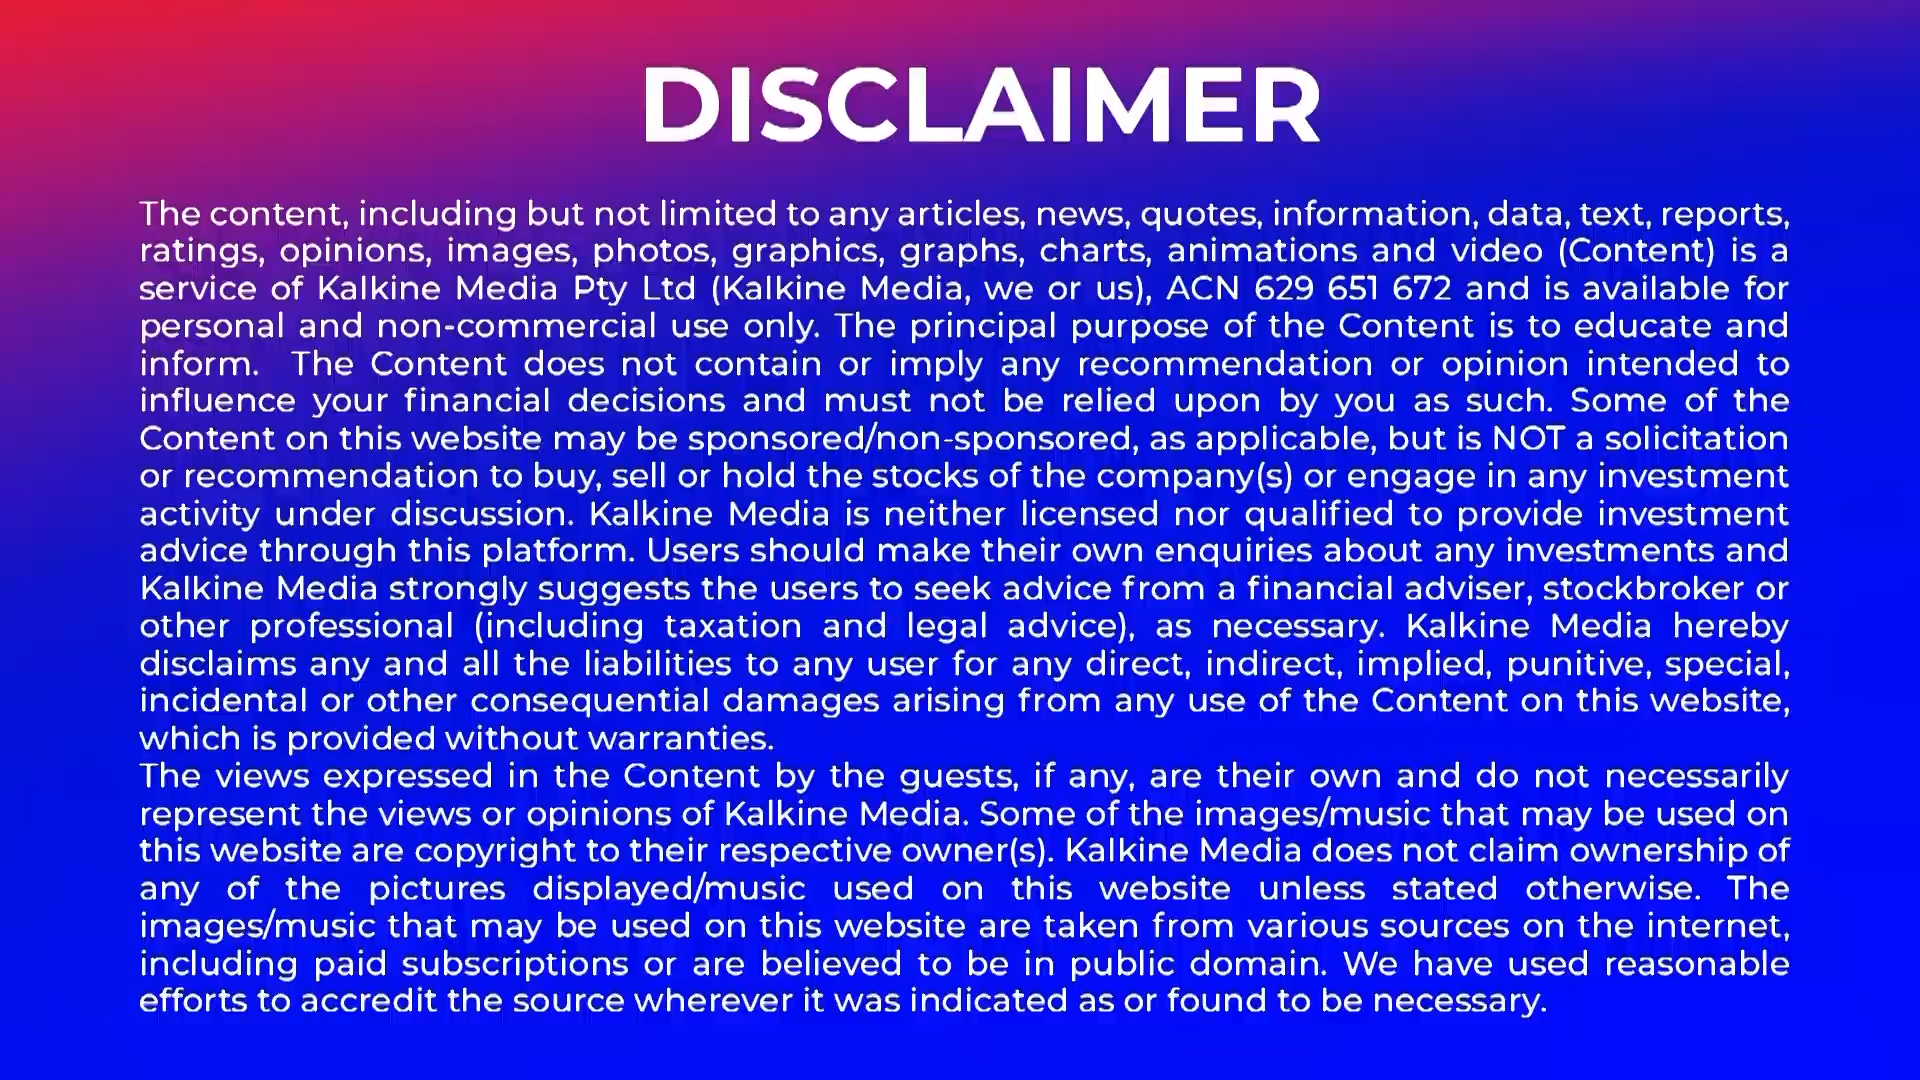 DISCLAIMER
The content, including but not limited to any articles, news, quotes, information, data, text, reports,
ratings, opinions, images, photos, graphics, graphs, charts, animations and video (Content) is a
service of Kalkine Media Pty Ltd (Kalkine Media, we or us), ACN 629 651 672 and is available for
personal and non-commercial use only. The principal purpose of the Content is to educate and
inform.  The Content does not contain or imply any recommendation or opinion intended to
influence your financial decisions and must not be relied upon by you as such. Some of the
Content on this website may be sponsored/non-sponsored, as applicable, but is NOT a solicitation
or recommendation to buy, sell or hold the stocks of the company(s) or engage in any investment
activity under discussion. Kalkine Media is neither licensed nor qualified to provide investment
advice through this platform. Users should make their own enquiries about any investments and
Kalkine Media strongly suggests the users to seek advice from a financial adviser, stockbroker or
other professional (including taxation and legal advice), as necessary. Kalkine Media hereby
disclaims any and all the liabilities to any user for any direct, indirect, implied, punitive, special,
incidental or other consequential damages arising from any use of the Content on this website,
which is provided without warranties.
The views expressed in the Content by the guests, if any, are their own and do not necessarily
represent the views or opinions of Kalkine Media. Some of the images/music that may be used on
this website are copyright to their respective owner(s). Kalkine Media does not claim ownership of
any of the pictures displayed/music used on this website unless stated otherwise. The
images/music that may be used on this website are taken from various sources on the internet,
including paid subscriptions or are believed to be in public domain. We have used reasonable
efforts to accredit the source wherever it was indicated as or found to be necessary.